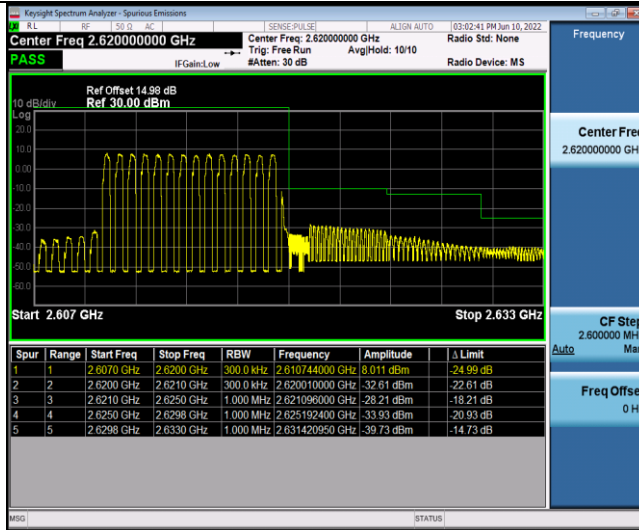 Keysight Spectrum Analyzer - Spurious Emissions
RL RF 50 Ω AC SENSE:PULSE ALIGN AUTO 03:02:41 PM Jun 10, 2022
Center Freq 2.620000000 GHz Center Freq: 2.620000000 GHz Radio Std: None Frequency
Trig: Free Run Avg|Hold: 10/10
PASS IFGain:Low #Atten: 30 dB Radio Device: MS
Ref Offset 14.98 dB
10 dB/div Ref 30.00 dBm
Log
20.0
10.0
0.00
-10.0
-20.0
-30.0
-40.0
-50.0
-60.0
Start 2.607 GHz Stop 2.633 GHz
Center Fre
2.620000000 GH
CF Step
2.600000 MH
Auto Ma
Freq Offse
0 H
Spur Range Start Freq Stop Freq RBW Frequency Amplitude Δ Limit
1 1 2.6070 GHz 2.6200 GHz 300.0 kHz 2.610744000 GHz 8.011 dBm -24.99 dB
2 2 2.6200 GHz 2.6210 GHz 300.0 kHz 2.620010000 GHz -32.61 dBm -22.61 dB
3 3 2.6210 GHz 2.6250 GHz 1.000 MHz 2.621096000 GHz -28.21 dBm -18.21 dB
4 4 2.6250 GHz 2.6298 GHz 1.000 MHz 2.625192400 GHz -33.93 dBm -20.93 dB
5 5 2.6298 GHz 2.6330 GHz 1.000 MHz 2.631420950 GHz -39.73 dBm -14.73 dB
MSG STATUS